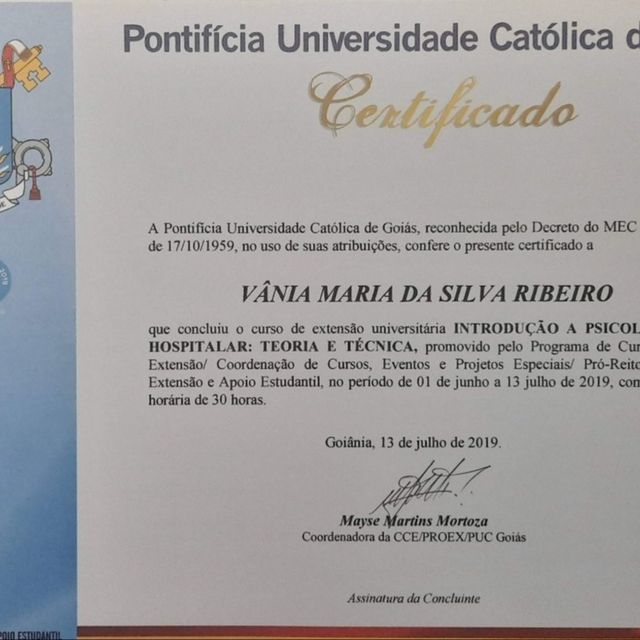 Pontifícia Universidade Católica d
Certificado
A Pontifícia Universidade Católica de Goiás, reconhecida pelo Decreto do MEC
de 17/10/1959, no uso de suas atribuições, confere o presente certificado a
VÂNIA MARIA DA SILVA RIBEIRO
que concluiu o curso de extensão universitária INTRODUÇÃO A PSICOL
HOSPITALAR: TEORIA E TÉCNICA, promovido pelo Programa de Cur
Extensão/ Coordenação de Cursos, Eventos e Projetos Especiais/ Pró-Reito
Extensão e Apoio Estudantil, no período de 01 de junho a 13 julho de 2019, com
horária de 30 horas.
Goiânia, 13 de julho de 2019.
Mayse Martins Mortoza
Coordenadora da CCE/PROEX/PUC Goiás
Assinatura da Concluinte
POIO ESTUDANTIL
2019